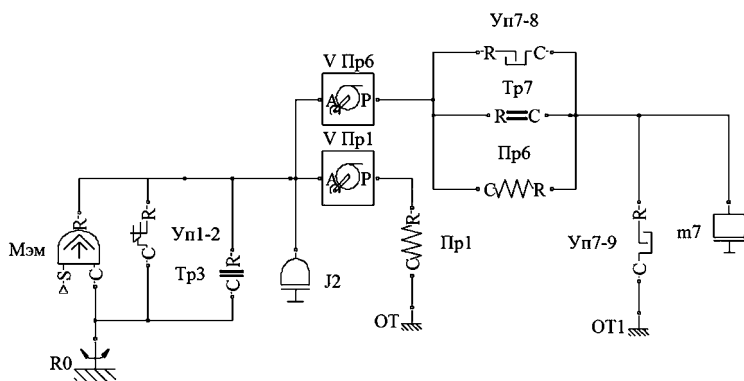 Уп7-8
R C
V Пр6
Тр7
A P
R C
V Пр1
Пр6
A P
C R
R
R
R
R
R
Мэм
Уп1-2
Пр1
Уп7-9
m7
S
C
C
Тр3
C
J2
C
C
ОТ
ОТ1
R0